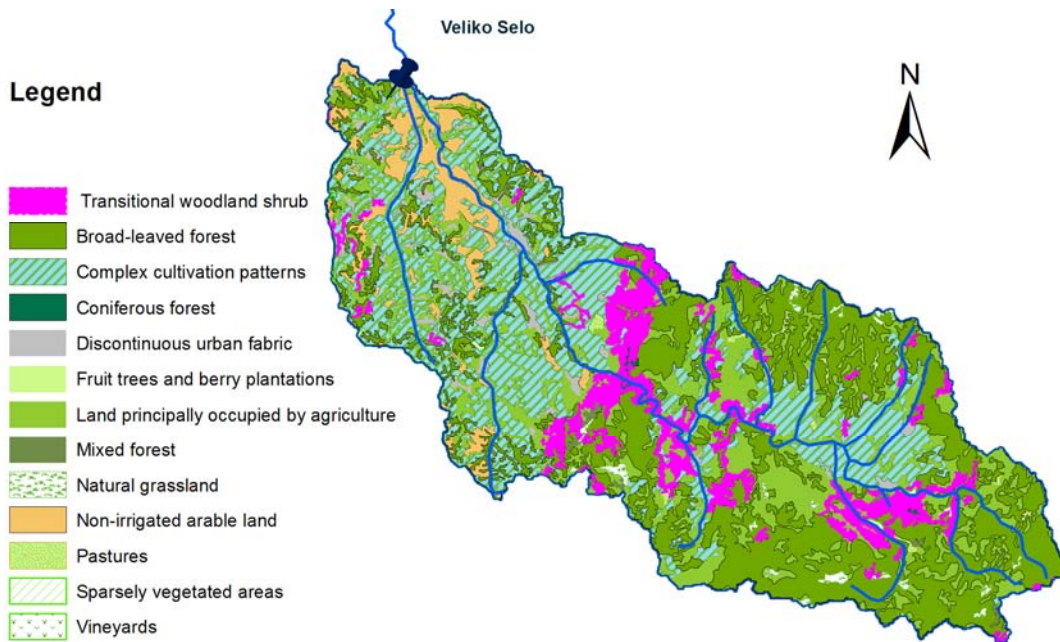 Veliko Selo
Legend
N
Transitional woodland shrub
Broad-leaved forest
Complex cultivation patterns
Coniferous forest
Discontinuous urban fabric
Fruit trees and berry plantations
Land principally occupied by agriculture
Mixed forest
Natural grassland
Non-irrigated arable land
Pastures
Sparsely vegetated areas
Vineyards